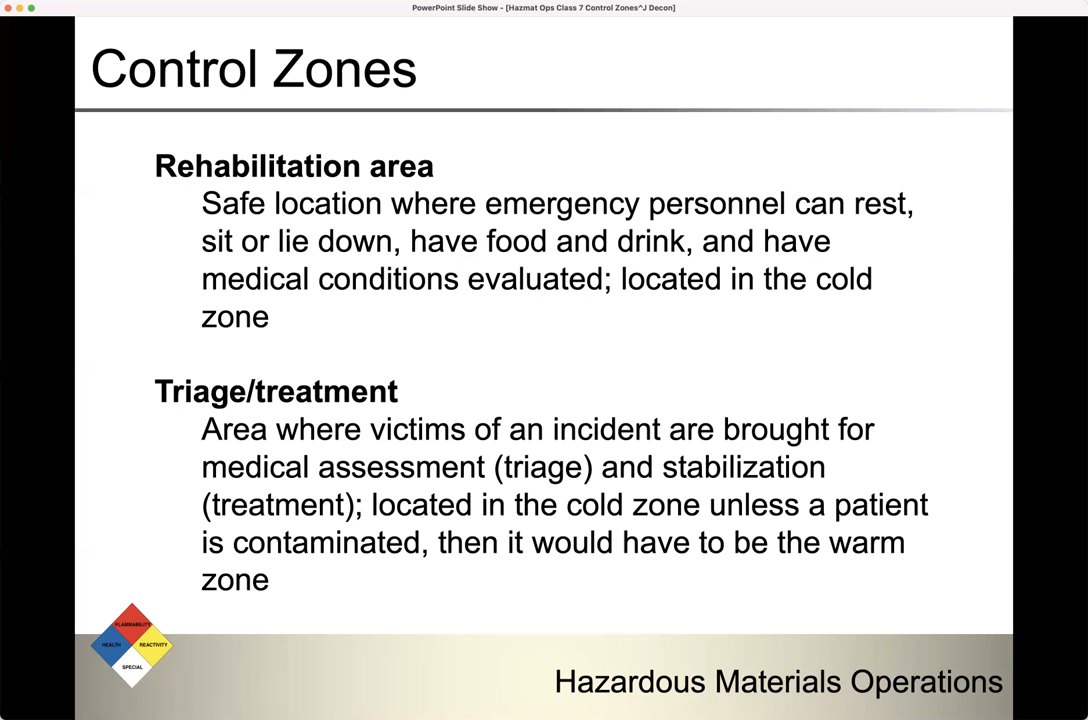 PowerPoint Slide Show - [Hazmat Ops Class 7 Control Zones^J Decon]
Control Zones
Rehabilitation area
Safe location where emergency personnel can rest,
sit or lie down, have food and drink, and have
medical conditions evaluated; located in the cold
zone
Triage/treatment
Area where victims of an incident are brought for
medical assessment (triage) and stabilization
(treatment); located in the cold zone unless a patient
is contaminated, then it would have to be the warm
zone
FLAMMABILITY
HEALTH
REACTIVITY
SPECIAL
Hazardous Materials Operations